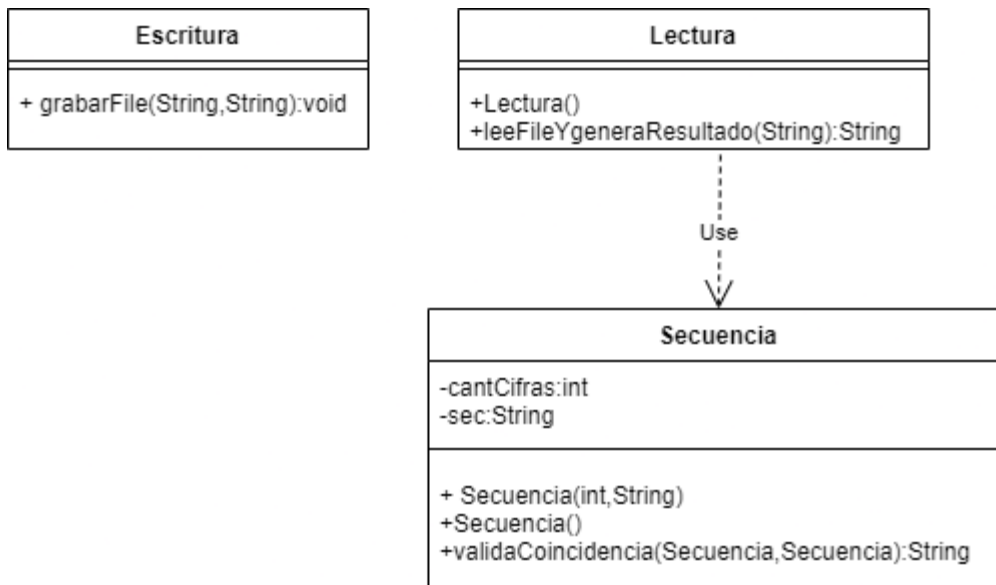 Escritura
+ grabarFile(String,String):void
Lectura
+Lectura()
+leeFileYgeneraResultado(String):String
Use
Secuencia
-cantCifras:int
-sec:String
+ Secuencia(int,String)
+Secuencia()
+validaCoincidencia(Secuencia,Secuencia):String